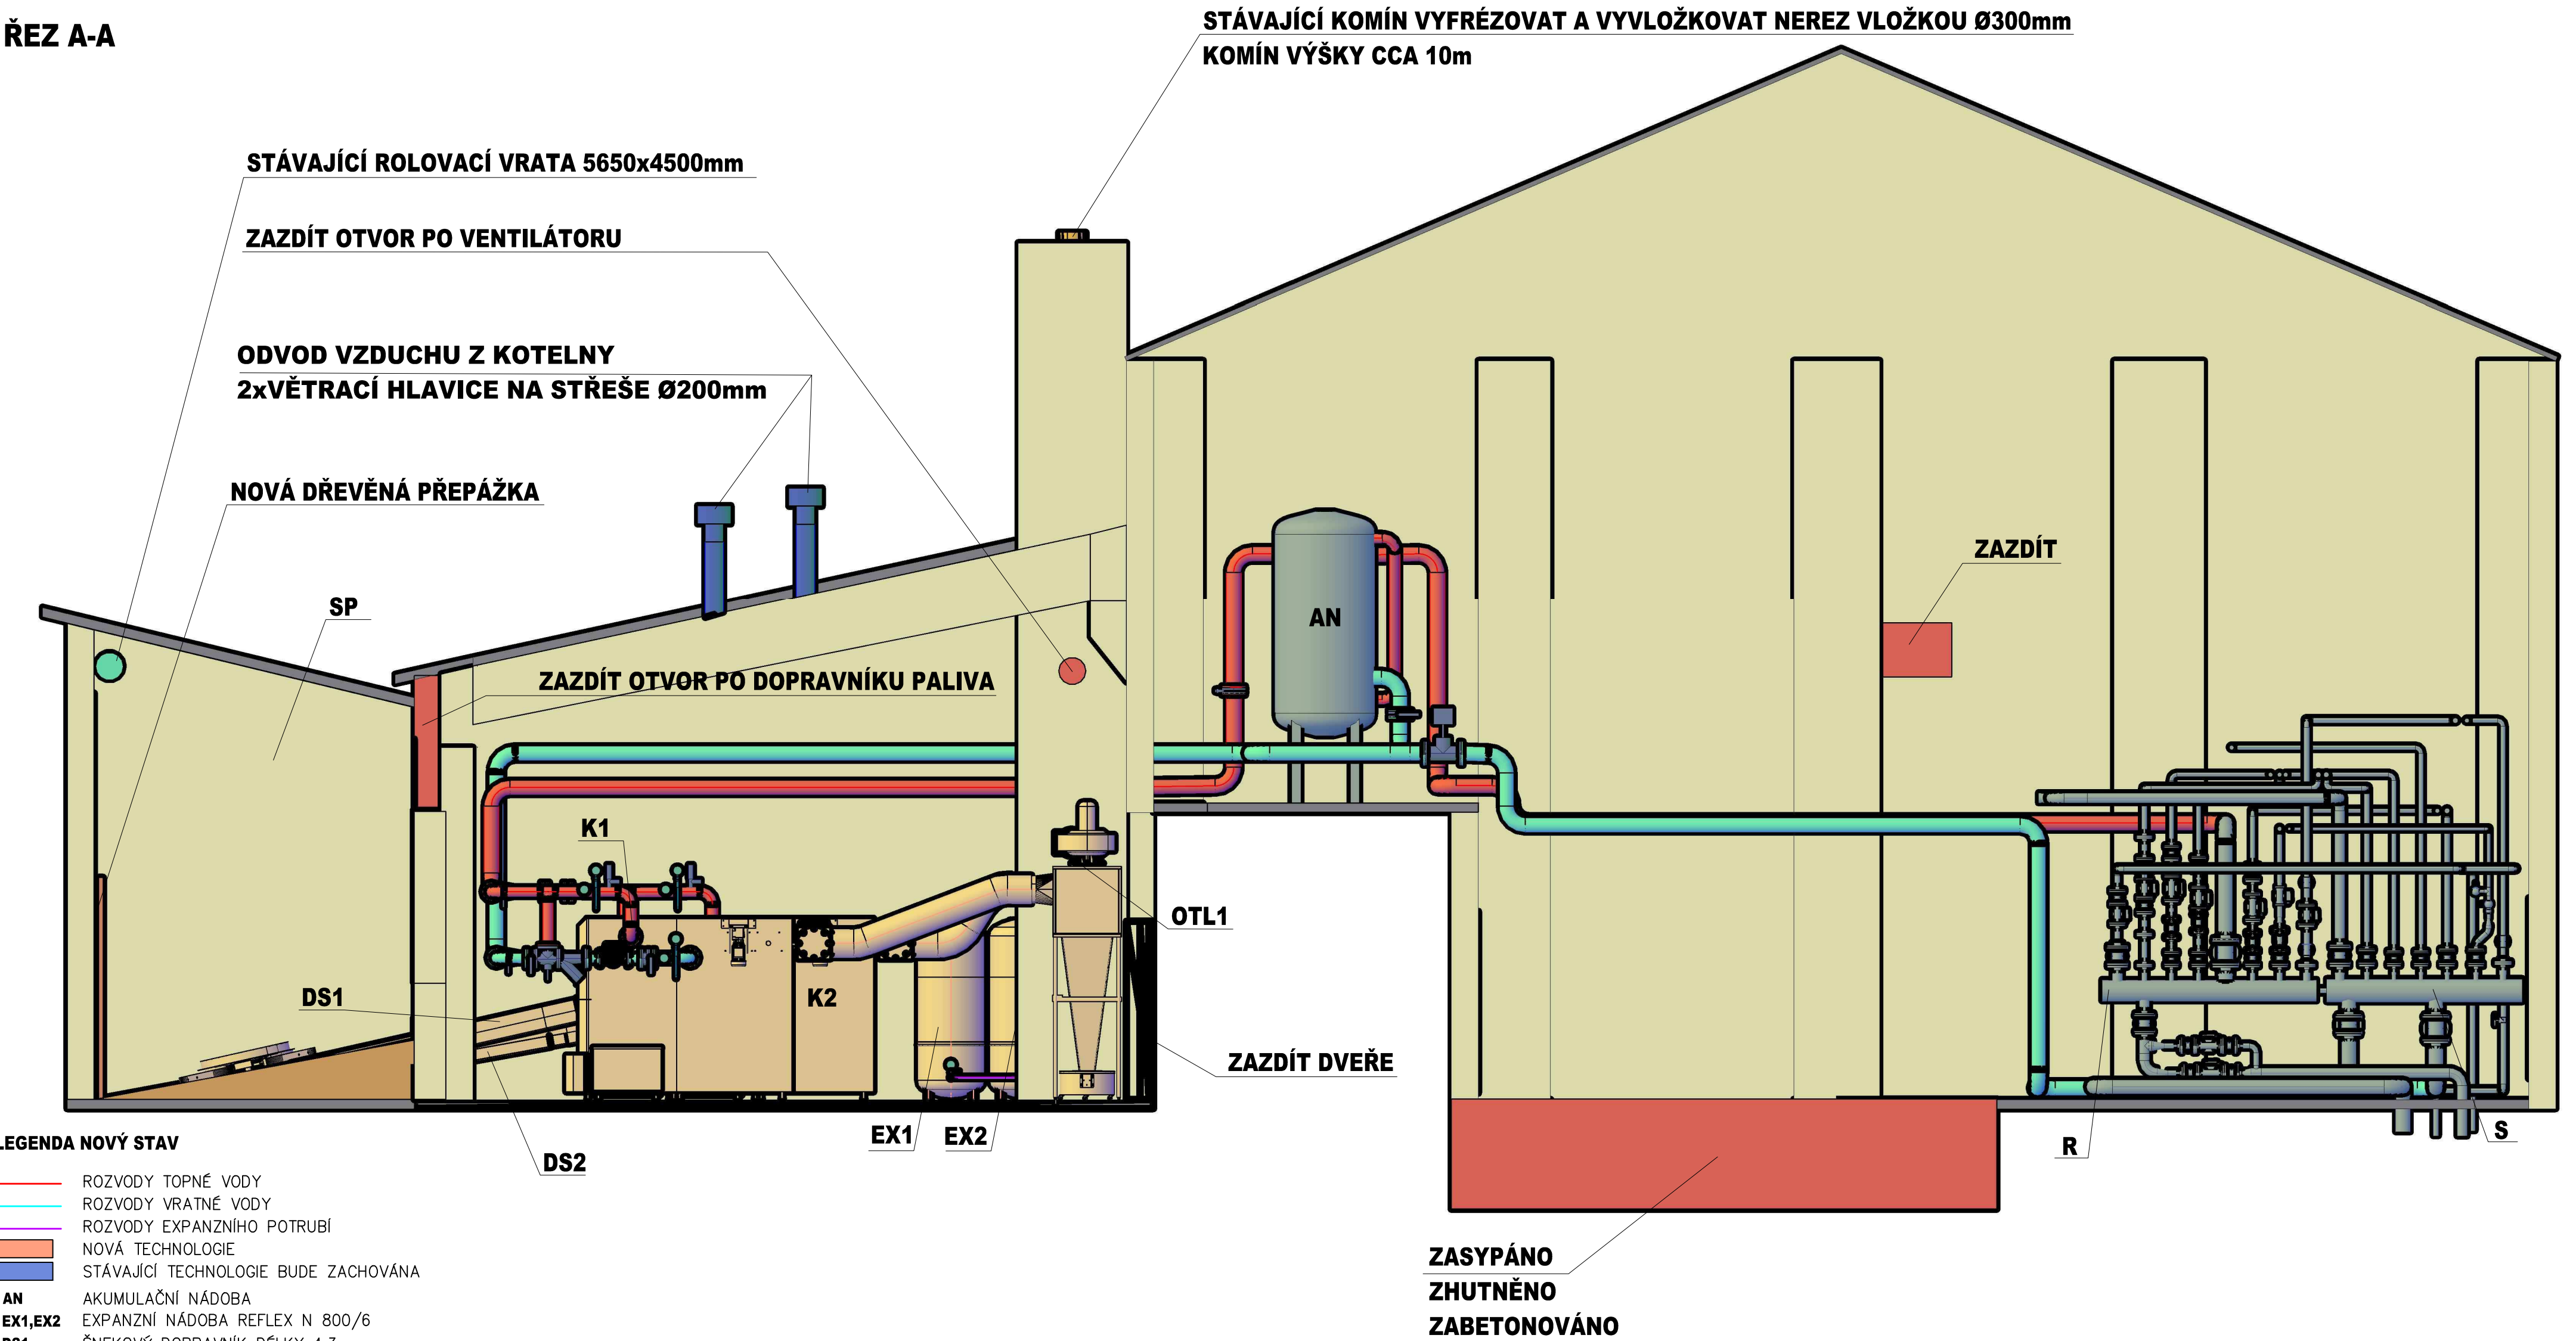 ŘEZ A-A
STÁVAJÍCÍ KOMÍN VYFRÉZOVAT A VYVLOŽKOVAT NEREZ VLOŽKOU Ø300mm
KOMÍN VÝŠKY CCA 10m
STÁVAJÍCÍ ROLOVACÍ VRATA 5650x4500mm
ZAZDÍT OTVOR PO VENTILÁTORU
ODVOD VZDUCHU Z KOTELNY
2xVĚTRACÍ HLAVICE NA STŘEŠE Ø200mm
NOVÁ DŘEVĚNÁ PŘEPÁŽKA
ZAZDÍT
SP
AN
ZAZDÍT OTVOR PO DOPRAVNÍKU PALIVA
K1
OTL1
DS1
K2
ZAZDÍT DVEŘE
EX1
EX2
DS2
R
S
ZASYPÁNO
ZHUTNĚNO
ZABETONOVÁNO
LEGENDA NOVÝ STAV
ROZVODY TOPNÉ VODY
ROZVODY VRATNÉ VODY
ROZVODY EXPANZNÍHO POTRUBÍ
NOVÁ TECHNOLOGIE
STÁVAJÍCÍ TECHNOLOGIE BUDE ZACHOVÁNA
AN AKUMULAČNÍ NÁDOBA
EX1,EX2 EXPANZNÍ NÁDOBA REFLEX N 800/6
DS1 ŠNEKOVÝ DOPRAVNÍK DÉLKY